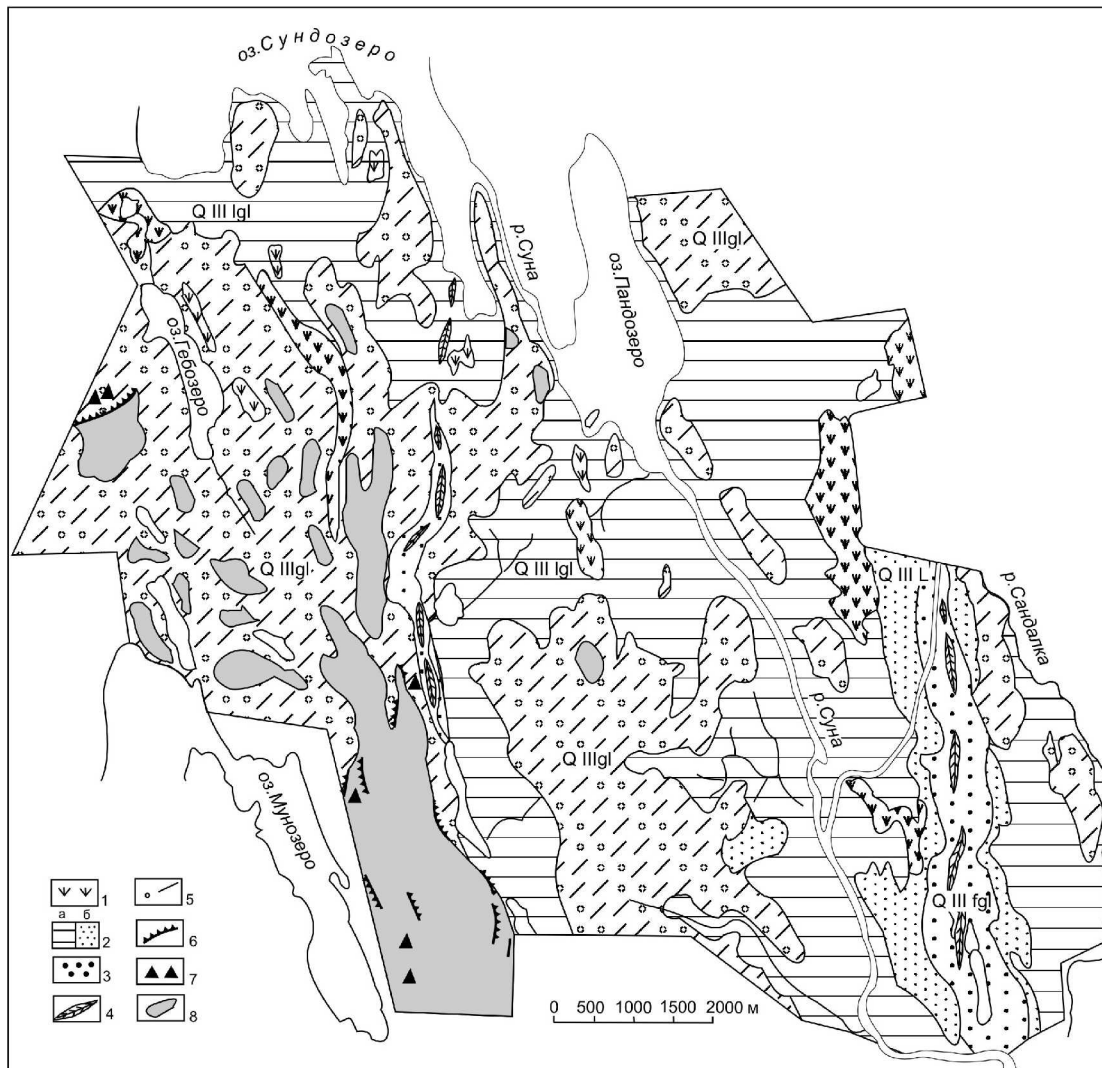 оз.Сундозеро
Q III lgl
р.Суна
оз.Пандозеро
Q IIIgl
оз.Гебозеро
Q IIIgl
Q III lgl
Q III L
р.Сандалка
р.Суна
Q IIIgl
оз.Мунозеро
Q III fgl
1
5
а б
2
6
3
7
4
8
0 500 1000 1500 2000 м